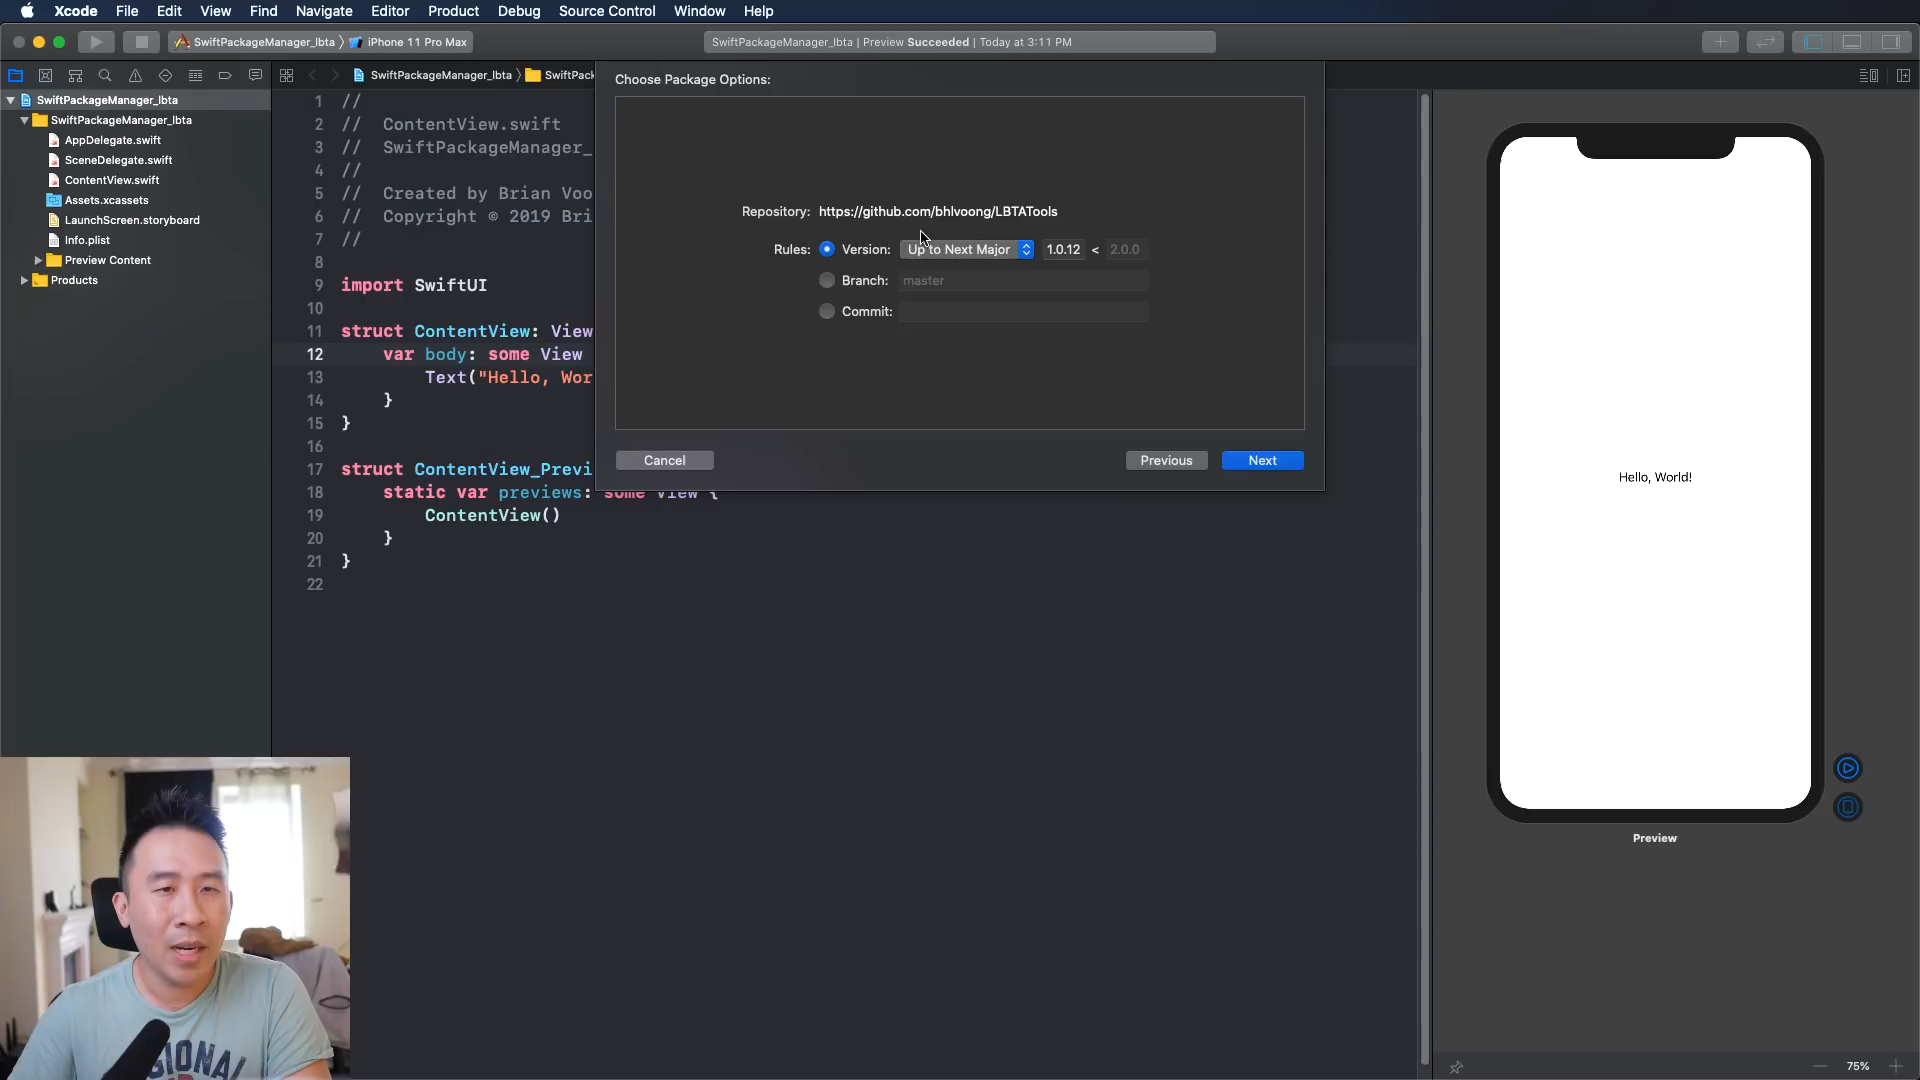 Xcode File Edit View Find Navigate Editor Product Debug Source Control Window Help
SwiftPackageManager_lbta iPhone 11 Pro Max
SwiftPackageManager_lbta | Preview Succeeded | Today at 3:11 PM
SwiftPackageManager_lbta
SwiftPackageManager_lbta
AppDelegate.swift
SceneDelegate.swift
ContentView.swift
Assets.xcassets
LaunchScreen.storyboard
Info.plist
Preview Content
Products
SwiftPackageManager_lbta SwiftPack
1 //
2 // ContentView.swift
3 // SwiftPackageManager_
4 //
5 // Created by Brian Voo
6 // Copyright © 2019 Bri
7 //
8
9 import SwiftUI
10
11 struct ContentView: View
12 var body: some View
13 Text("Hello, Wor
14 }
15 }
16
17 struct ContentView_Previ
18 static var previews: some View {
19 ContentView()
20 }
21 }
22
Choose Package Options:
Repository: https://github.com/bhlvoong/LBTATools
Rules: Version: Up to Next Major 1.0.12 < 2.0.0
Branch: master
Commit:
Cancel Previous Next
Hello, World!
Preview
75%